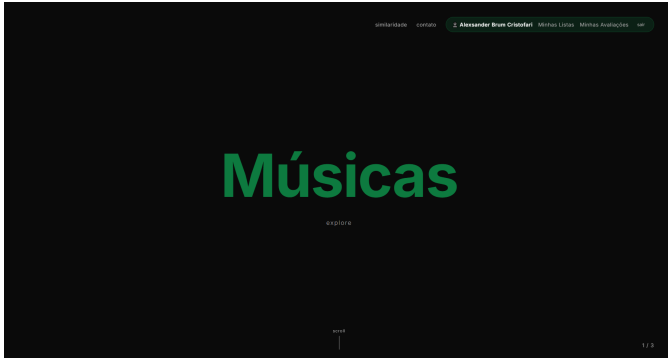 similaridade contato Alexsander Brum Cristofari Minhas Listas Minhas Avaliações sair
Músicas
explore
scroll
1 / 3